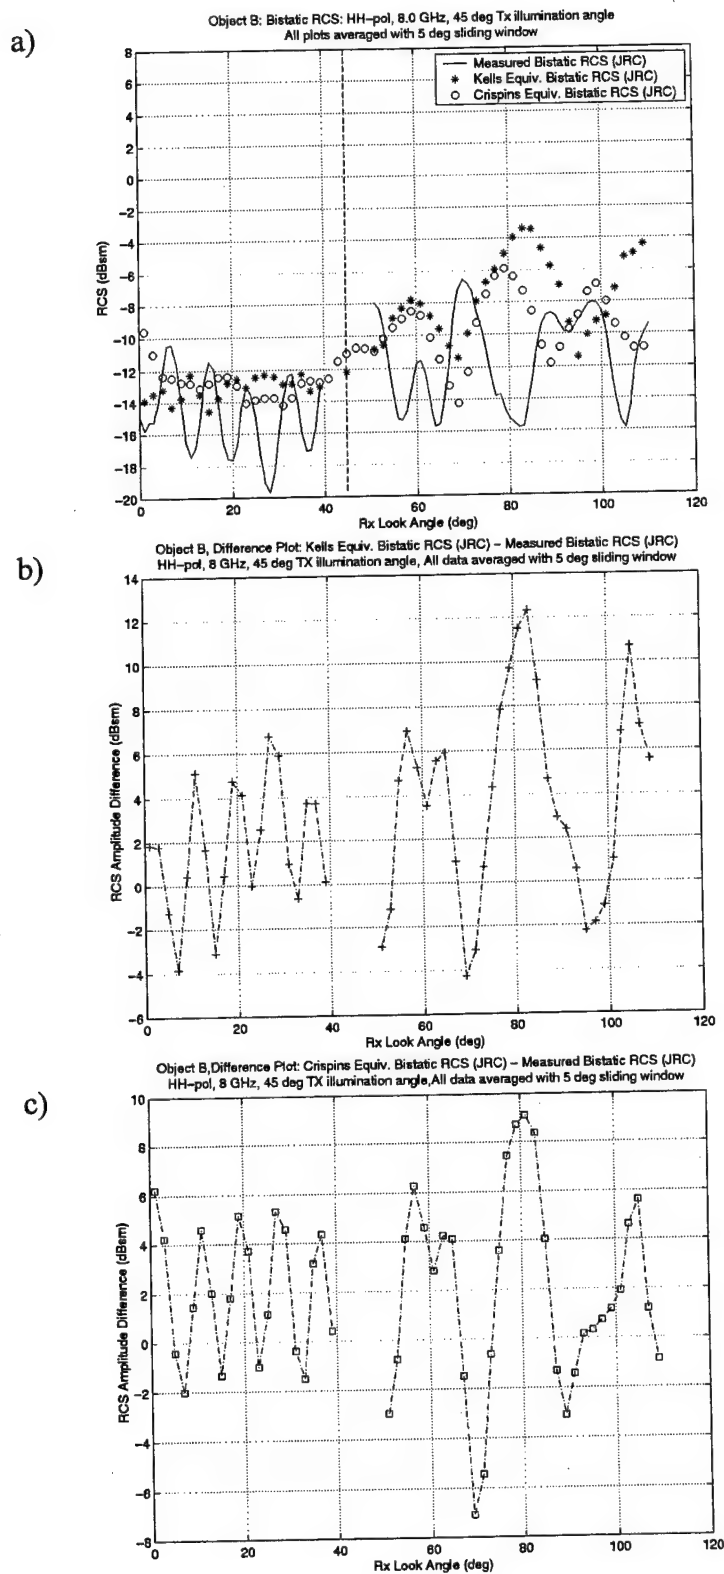 a)
Object B: Bistatic RCS: HH-pol, 8.0 GHz, 45 deg Tx illumination angle
All plots averaged with 5 deg sliding window
Measured Bistatic RCS (JRC)
Kells Equiv. Bistatic RCS (JRC)
Crispins Equiv. Bistatic RCS (JRC)
RCS (dBsm)
8
6
4
2
0
-2
-4
-6
-8
-10
-12
-14
-16
-18
-20
0 20 40 60 80 100 120
Rx Look Angle (deg)
b)
Object B, Difference Plot: Kells Equiv. Bistatic RCS (JRC) - Measured Bistatic RCS (JRC)
HH-pol, 8 GHz, 45 deg TX illumination angle, All data averaged with 5 deg sliding window
RCS Amplitude Difference (dBsm)
14
12
10
8
6
4
2
0
-2
-4
-6
0 20 40 60 80 100 120
Rx Look Angle (deg)
c)
Object B,Difference Plot: Crispins Equiv. Bistatic RCS (JRC) - Measured Bistatic RCS (JRC)
HH-pol, 8 GHz, 45 deg TX illumination angle,All data averaged with 5 deg sliding window
RCS Amplitude Difference (dBsm)
10
8
6
4
2
0
-2
-4
-6
-8
0 20 40 60 80 100 120
Rx Look Angle (deg)